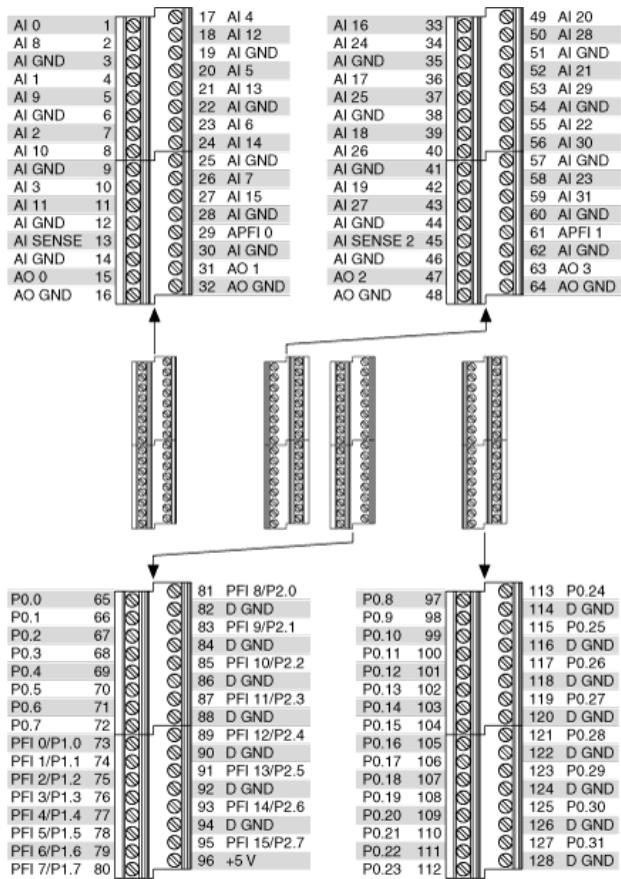 AI 0 1
AI 8 2
AI GND 3
AI 1 4
AI 9 5
AI GND 6
AI 2 7
AI 10 8
AI GND 9
AI 3 10
AI 11 11
AI GND 12
AI SENSE 13
AI GND 14
AO 0 15
AO GND 16
17 AI 4
18 AI 12
19 AI GND
20 AI 5
21 AI 13
22 AI GND
23 AI 6
24 AI 14
25 AI GND
26 AI 7
27 AI 15
28 AI GND
29 APFI 0
30 AI GND
31 AO 1
32 AO GND
AI 16 33
AI 24 34
AI GND 35
AI 17 36
AI 25 37
AI GND 38
AI 18 39
AI 26 40
AI GND 41
AI 19 42
AI 27 43
AI GND 44
AI SENSE 2 45
AI GND 46
AO 2 47
AO GND 48
49 AI 20
50 AI 28
51 AI GND
52 AI 21
53 AI 29
54 AI GND
55 AI 22
56 AI 30
57 AI GND
58 AI 23
59 AI 31
60 AI GND
61 APFI 1
62 AI GND
63 AO 3
64 AO GND
P0.0 65
P0.1 66
P0.2 67
P0.3 68
P0.4 69
P0.5 70
P0.6 71
P0.7 72
PFI 0/P1.0 73
PFI 1/P1.1 74
PFI 2/P1.2 75
PFI 3/P1.3 76
PFI 4/P1.4 77
PFI 5/P1.5 78
PFI 6/P1.6 79
PFI 7/P1.7 80
81 PFI 8/P2.0
82 D GND
83 PFI 9/P2.1
84 D GND
85 PFI 10/P2.2
86 D GND
87 PFI 11/P2.3
88 D GND
89 PFI 12/P2.4
90 D GND
91 PFI 13/P2.5
92 D GND
93 PFI 14/P2.6
94 D GND
95 PFI 15/P2.7
96 +5 V
P0.8 97
P0.9 98
P0.10 99
P0.11 100
P0.12 101
P0.13 102
P0.14 103
P0.15 104
P0.16 105
P0.17 106
P0.18 107
P0.19 108
P0.20 109
P0.21 110
P0.22 111
P0.23 112
113 P0.24
114 D GND
115 P0.25
116 D GND
117 P0.26
118 D GND
119 P0.27
120 D GND
121 P0.28
122 D GND
123 P0.29
124 D GND
125 P0.30
126 D GND
127 P0.31
128 D GND